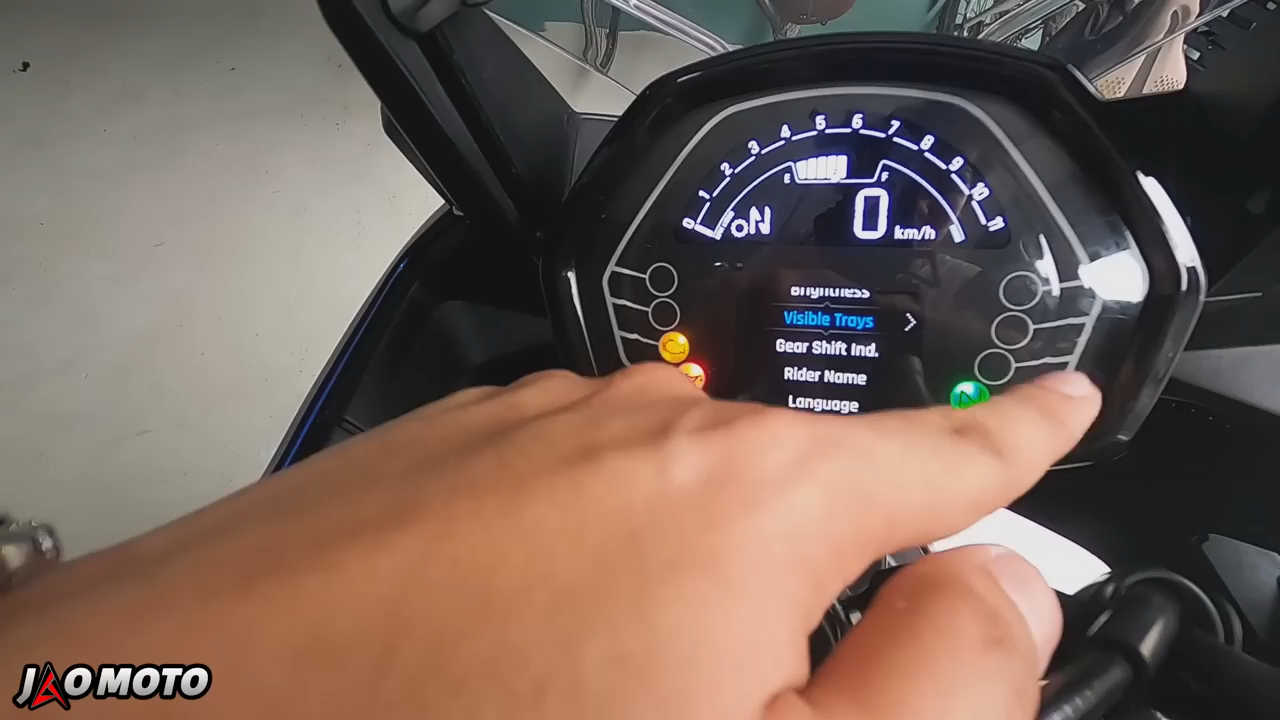 0 1 2 3 4 5 6 7 8 9 10 11
E F
N 0 km/h
Brightness
Visible Trays
Gear Shift Ind.
Rider Name
Language
JAO MOTO